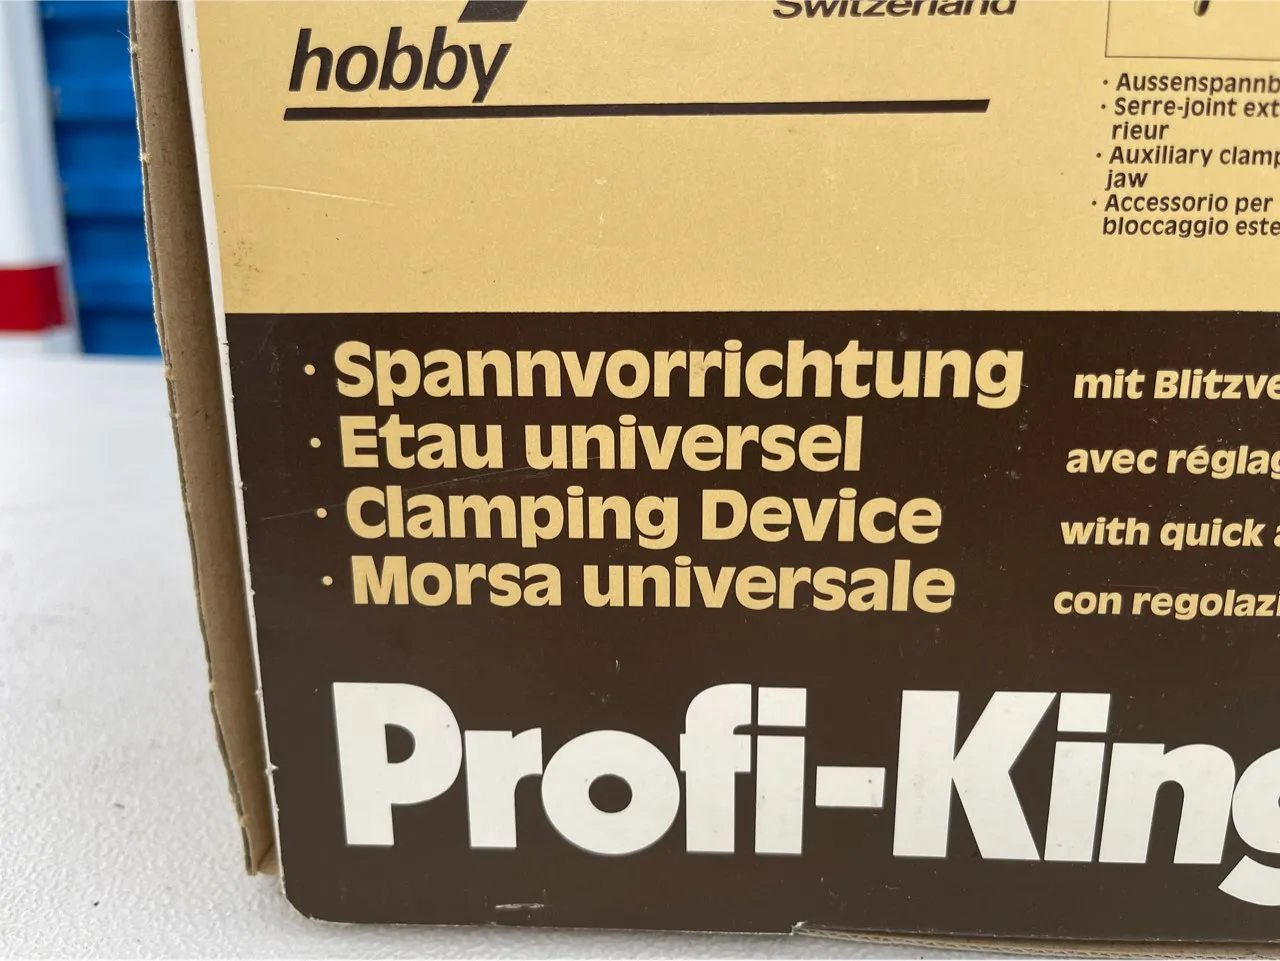 Switzerland
hobby
· Aussenspannb
· Serre-joint ext
rieur
· Auxiliary clamp
jaw
· Accessorio per
bloccaggio este
· Spannvorrichtung mit Blitzve
· Etau universel avec réglag
· Clamping Device with quick a
· Morsa universale con regolazi
Profi-King